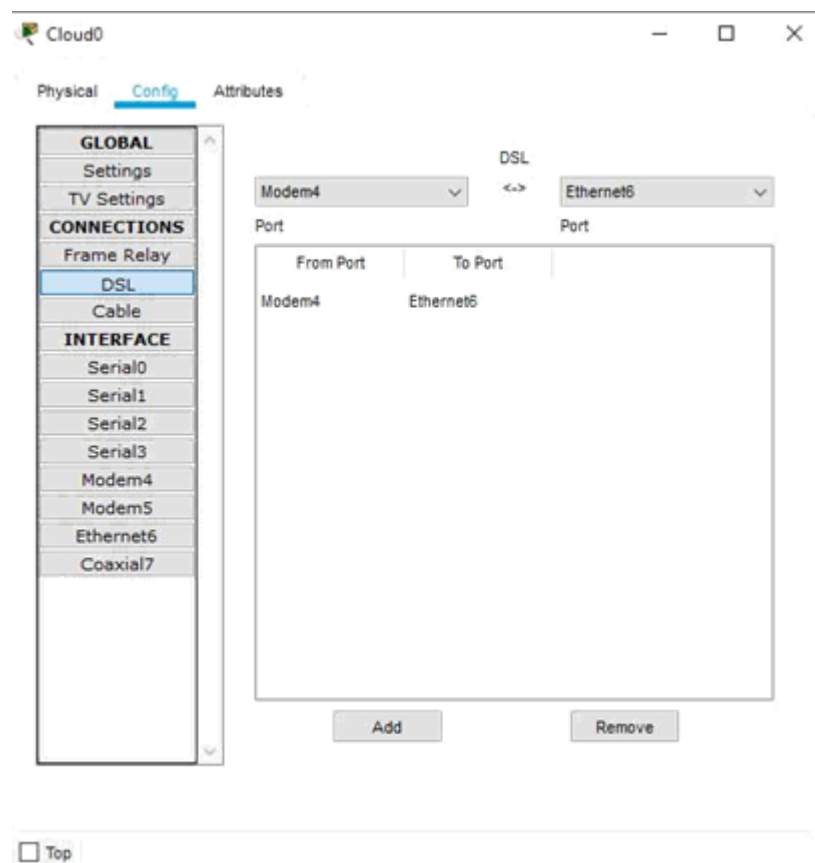 Cloud0
Physical Config Attributes
GLOBAL
Settings
TV Settings
CONNECTIONS
Frame Relay
DSL
Cable
INTERFACE
Serial0
Serial1
Serial2
Serial3
Modem4
Modem5
Ethernet6
Coaxial7
DSL
Modem4 <-> Ethernet6
Port Port
From Port To Port
Modem4 Ethernet6
Add Remove
Top